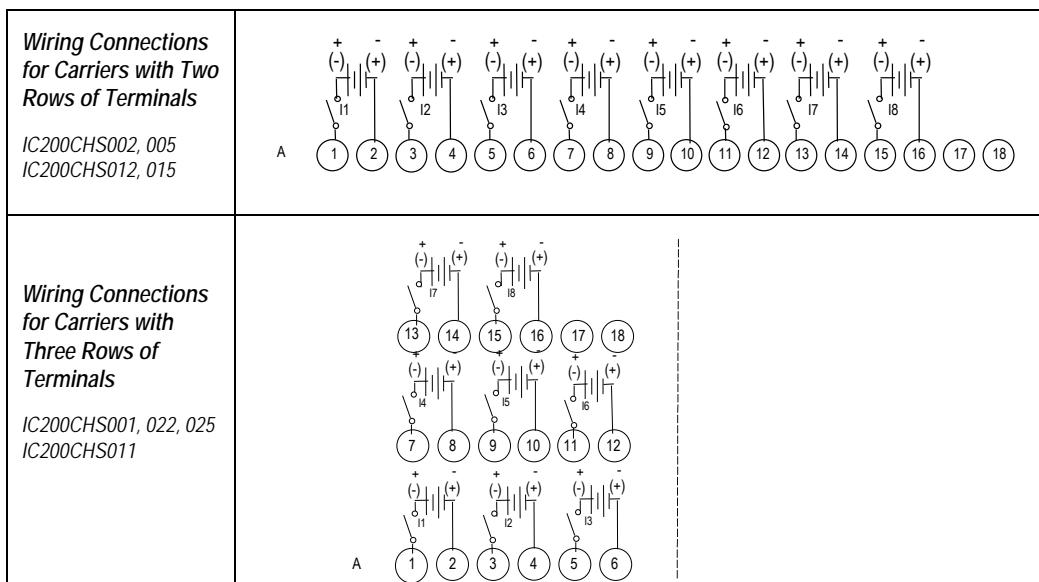 Wiring Connections
for Carriers with Two
Rows of Terminals
IC200CHS002, 005
IC200CHS012, 015
+ - + - + - + - + - + - + - + -
(-) (+) (-) (+) (-) (+) (-) (+) (-) (+) (-) (+) (-) (+) (-) (+)
I1 I2 I3 I4 I5 I6 I7 I8
A 1 2 3 4 5 6 7 8 9 10 11 12 13 14 15 16 17 18
Wiring Connections
for Carriers with
Three Rows of
Terminals
IC200CHS001, 022, 025
IC200CHS011
+ - + -
(-) (+) (-) (+)
I7 I8
13 14 15 16 17 18
+ - + - + -
(-) (+) (-) (+) (-) (+)
I4 I5 I6
7 8 9 10 11 12
+ - + - + -
(-) (+) (-) (+) (-) (+)
I1 I2 I3
A 1 2 3 4 5 6